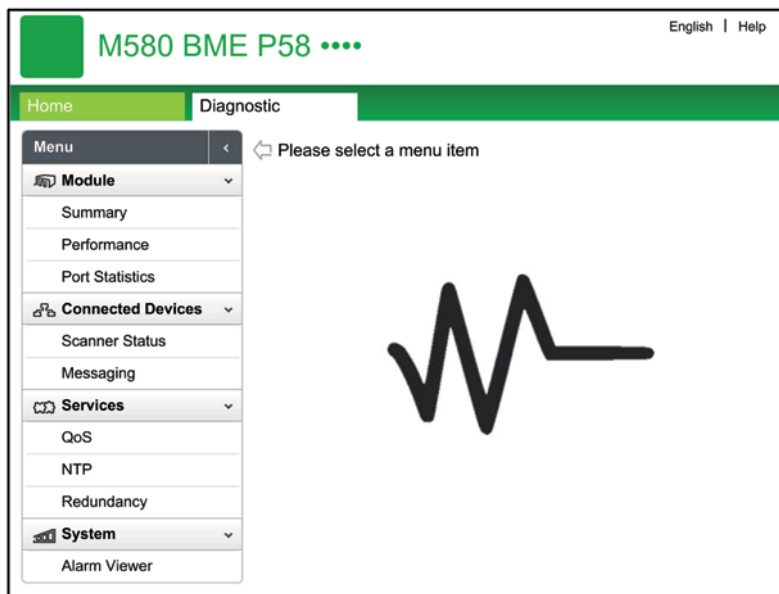 English | Help
M580 BME P58 ••••
Home Diagnostic
Menu <
Please select a menu item
Module
Summary
Performance
Port Statistics
Connected Devices
Scanner Status
Messaging
Services
QoS
NTP
Redundancy
System
Alarm Viewer